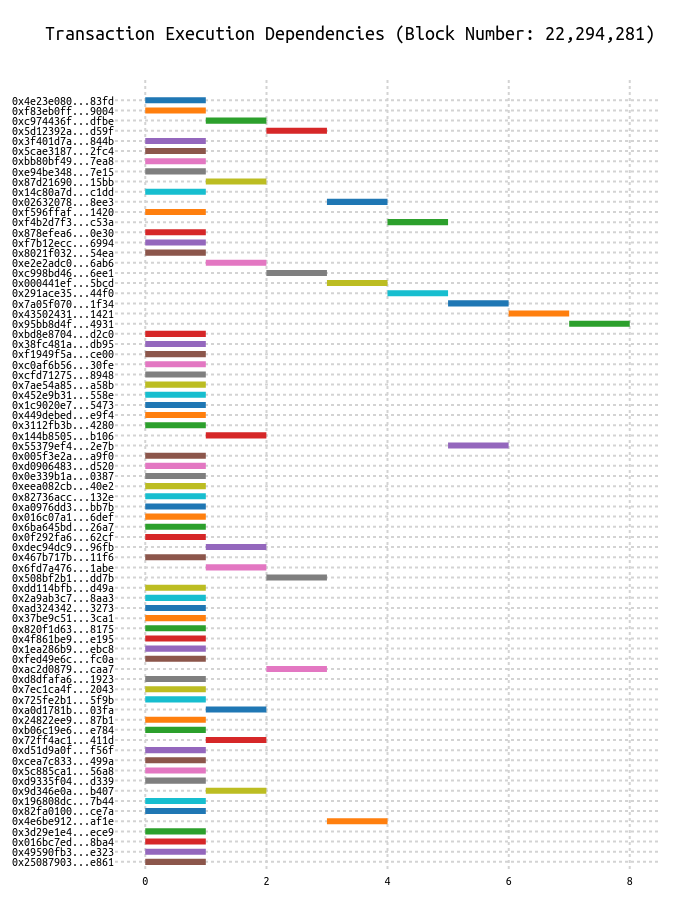 Transaction Execution Dependencies (Block Number: 22,294,281)
0x4e23e080...83fd
0xf83eb0ff...9004
0xc974436f...dfbe
0x5d12392a...d59f
0x3f401d7a...844b
0x5cae3187...2fc4
0xbb80bf49...7ea8
0xe94be348...7e15
0x87d21690...15bb
0x14c80a7d...c1dd
0x02632078...8ee3
0xf596ffaf...1420
0xf4b2d7f3...c53a
0x878efea6...0e30
0xf7b12ecc...6994
0x8021f032...54ea
0xe2e2adc0...6ab6
0xc998bd46...6ee1
0x000441ef...5bcd
0x291ace35...44f0
0x7a05f070...1f34
0x43502431...1421
0x95bb8d4f...4931
0xbd8e8704...d2c0
0x38fc481a...db95
0xf1949f5a...ce00
0xc0af6b56...30fe
0xcfd71275...8948
0x7ae54a85...a58b
0x452e9b31...558e
0x1c9020e7...5473
0x449debed...e9f4
0x3112fb3b...4280
0x144b8505...b106
0x55379ef4...2e7b
0x005f3e2a...a9f0
0xd0906483...d520
0x0e339b1a...0387
0xeea082cb...40e2
0x82736acc...132e
0xa0976dd3...bb7b
0x016c07a1...6def
0x6ba645bd...26a7
0x0f292fa6...62cf
0xdec94dc9...96fb
0x467b717b...11f6
0x6fd7a476...1abe
0x508bf2b1...dd7b
0xdd114bfb...d49a
0x2a9ab3c7...8aa3
0xad324342...3273
0x37be9c51...3ca1
0x820f1d63...8175
0x4f861be9...e195
0x1ea286b9...ebc8
0xfed49e6c...fc0a
0xac2d0879...caa7
0xd8dfafa6...1923
0x7ec1ca4f...2043
0x725fe2b1...5f9b
0xa0d1781b...03fa
0x24822ee9...87b1
0xb06c19e6...e784
0x72ff4ac1...411d
0xd51d9a0f...f56f
0xcea7c833...499a
0x5c885ca1...56a8
0xd9335f04...d339
0x9d346e0a...b407
0x196808dc...7b44
0x82fa0100...ce7a
0x4e6be912...af1e
0x3d29e1e4...ece9
0x016bc7ed...8ba4
0x49590fb3...e323
0x25087903...e861
0 2 4 6 8